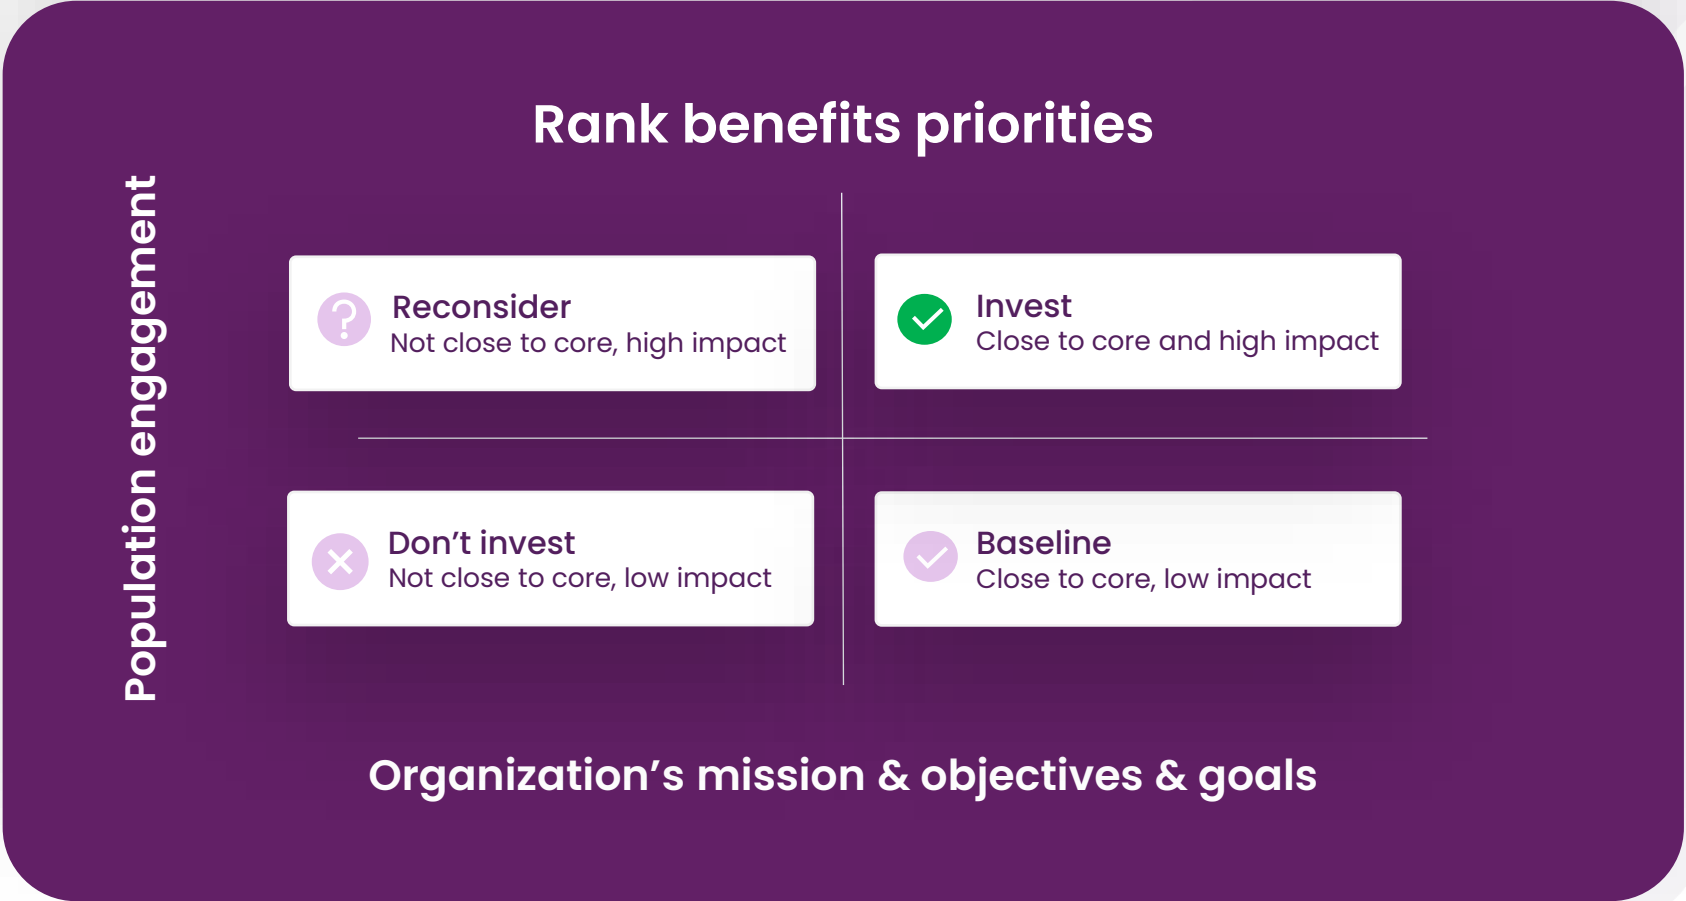 Rank benefits priorities
Population engagement
Reconsider
Not close to core, high impact
Invest
Close to core and high impact
Don’t invest
Not close to core, low impact
Baseline
Close to core, low impact
Organization’s mission & objectives & goals